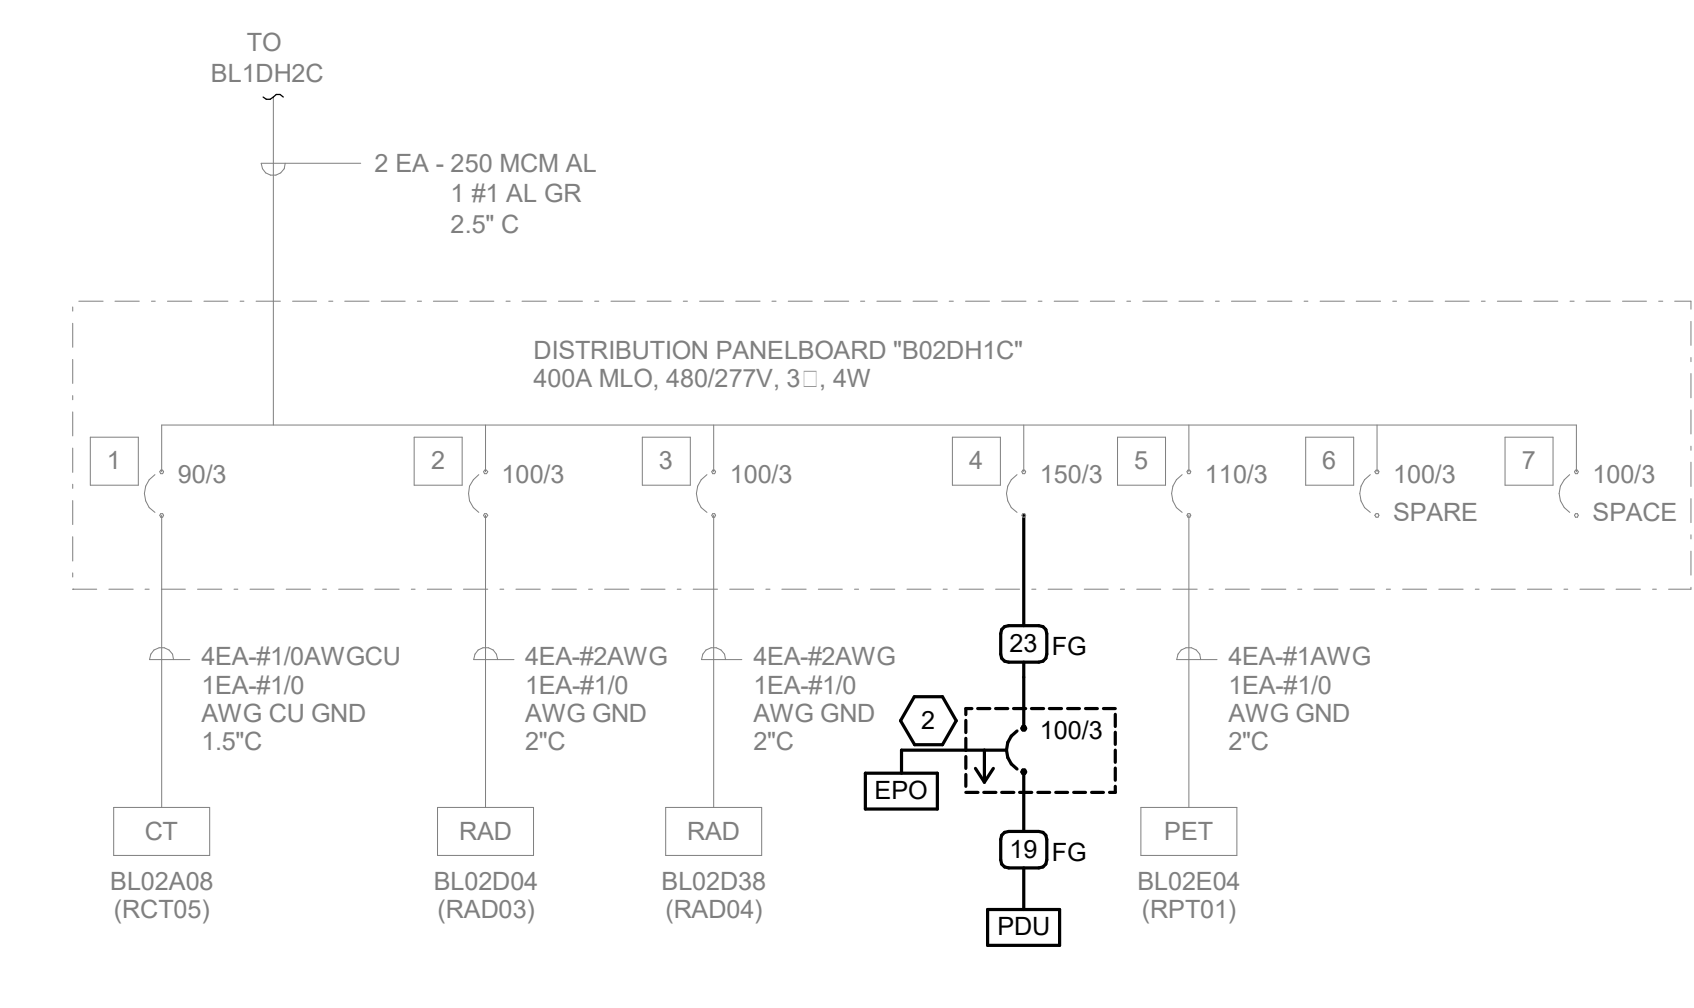 TO
BL1DH2C
2 EA - 250 MCM AL
1 #1 AL GR
2.5" C
DISTRIBUTION PANELBOARD "B02DH1C"
400A MLO, 480/277V, 3□, 4W
1
90/3
2
100/3
3
100/3
4
150/3
5
110/3
6
100/3
SPARE
7
100/3
SPACE
4EA-#1/0AWGCU
1EA-#1/0
AWG CU GND
1.5"C
CT
BL02A08
(RCT05)
4EA-#2AWG
1EA-#1/0
AWG GND
2"C
RAD
BL02D04
(RAD03)
4EA-#2AWG
1EA-#1/0
AWG GND
2"C
RAD
BL02D38
(RAD04)
23 FG
2
100/3
EPO
19 FG
PDU
4EA-#1AWG
1EA-#1/0
AWG GND
2"C
PET
BL02E04
(RPT01)